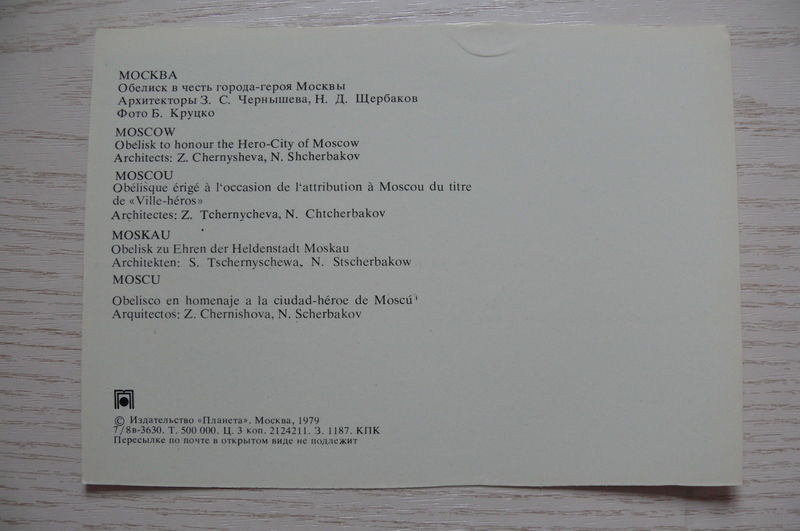 МОСКВА
Обелиск в честь города-героя Москвы
Архитекторы З. С. Чернышева, Н. Д. Щербаков
Фото Б. Круцко
MOSCOW
Obelisk to honour the Hero-City of Moscow
Architects: Z. Chernysheva, N. Shcherbakov
MOSCOU
Obélisque érigé à l'occasion de l'attribution à Moscou du titre
de «Ville-héros»
Architectes: Z. Tchernycheva, N. Chtcherbakov
MOSKAU
Obelisk zu Ehren der Heldenstadt Moskau
Architekten: S. Tschernyschewa, N. Stscherbakow
MOSCU
Obelisco en homenaje a la ciudad-héroe de Moscú
Arquitectos: Z. Chernishova, N. Scherbakov
© Издательство «Планета». Москва, 1979
7/8в-3630. Т. 500 000. Ц. 3 коп. 2124211. З. 1187. КПК
Пересылке по почте в открытом виде не подлежит